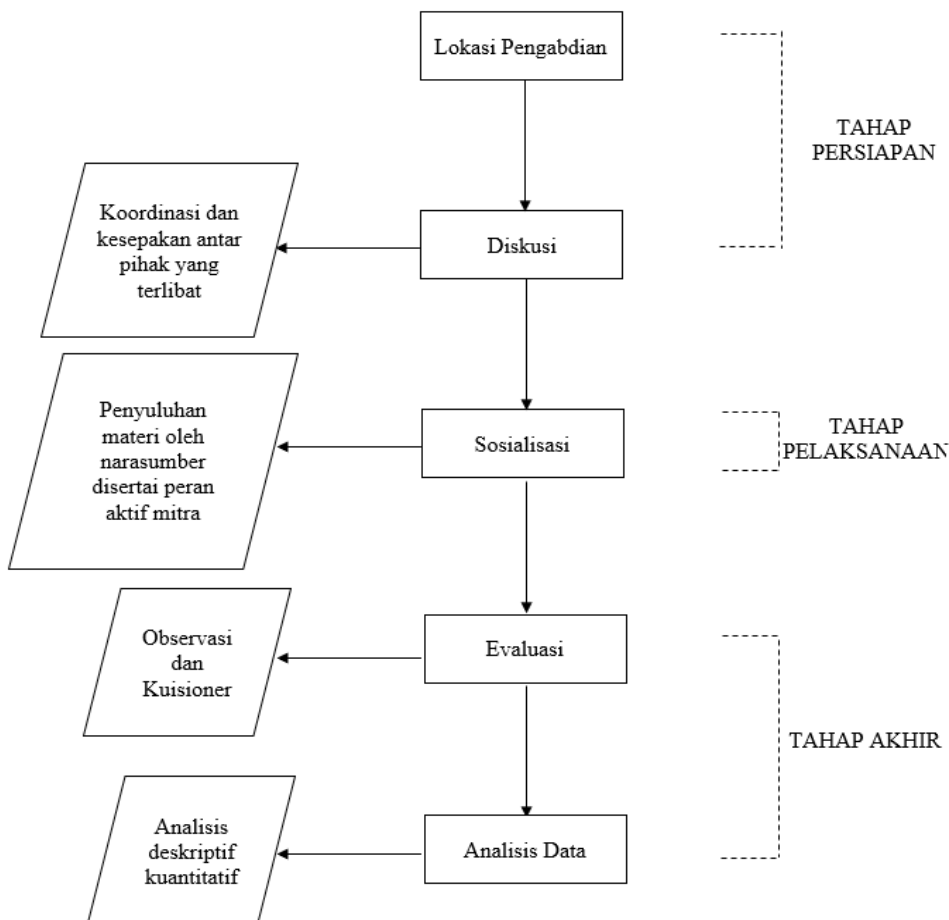 Lokasi Pengabdian
TAHAP
PERSIAPAN
Koordinasi dan
kesepakan antar
pihak yang
terlibat
Diskusi
Penyuluhan
materi oleh
narasumber
disertai peran
aktif mitra
Sosialisasi
TAHAP
PELAKSANAAN
Observasi
dan
Kuisioner
Evaluasi
TAHAP AKHIR
Analisis
deskriptif
kuantitatif
Analisis Data